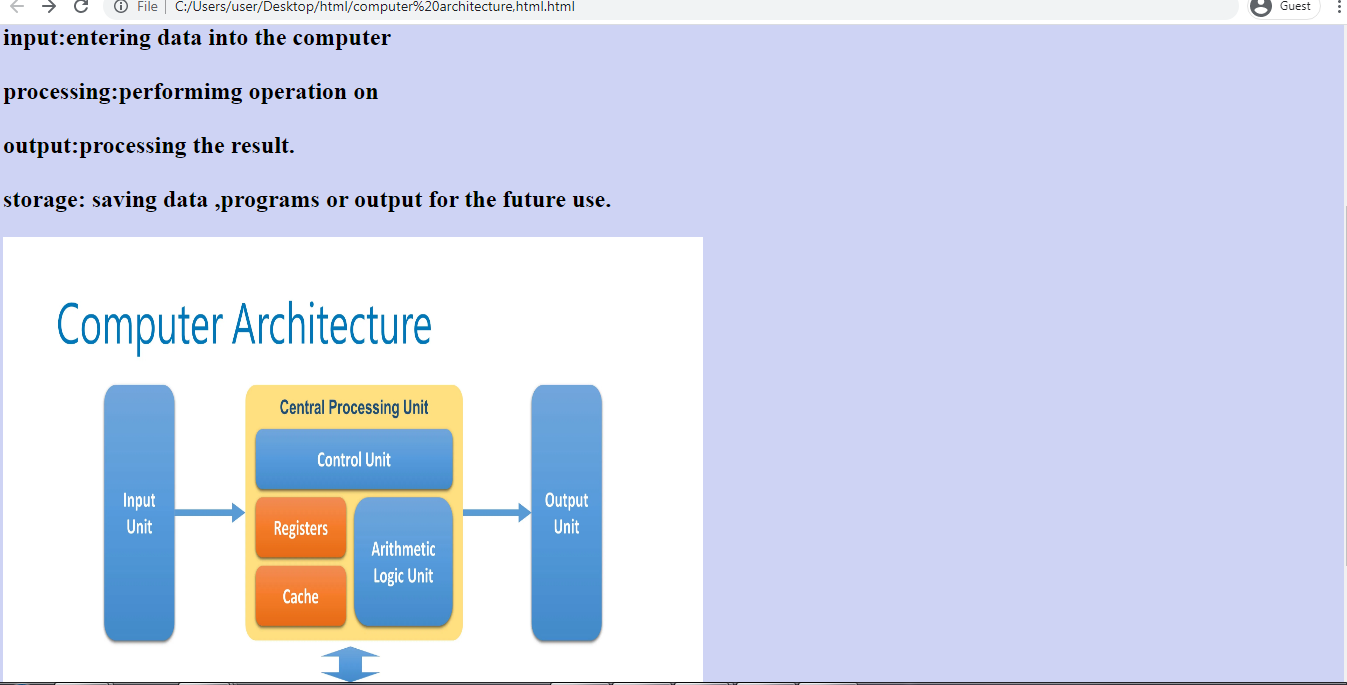 File
C:/Users/user/Desktop/html/computer%20architecture,html.html
Guest
input:entering data into the computer
processing:performimg operation on
output:processing the result.
storage: saving data ,programs or output for the future use.
Computer Architecture
Central Processing Unit
Control Unit
Input
Unit
Registers
Arithmetic
Logic Unit
Cache
Output
Unit